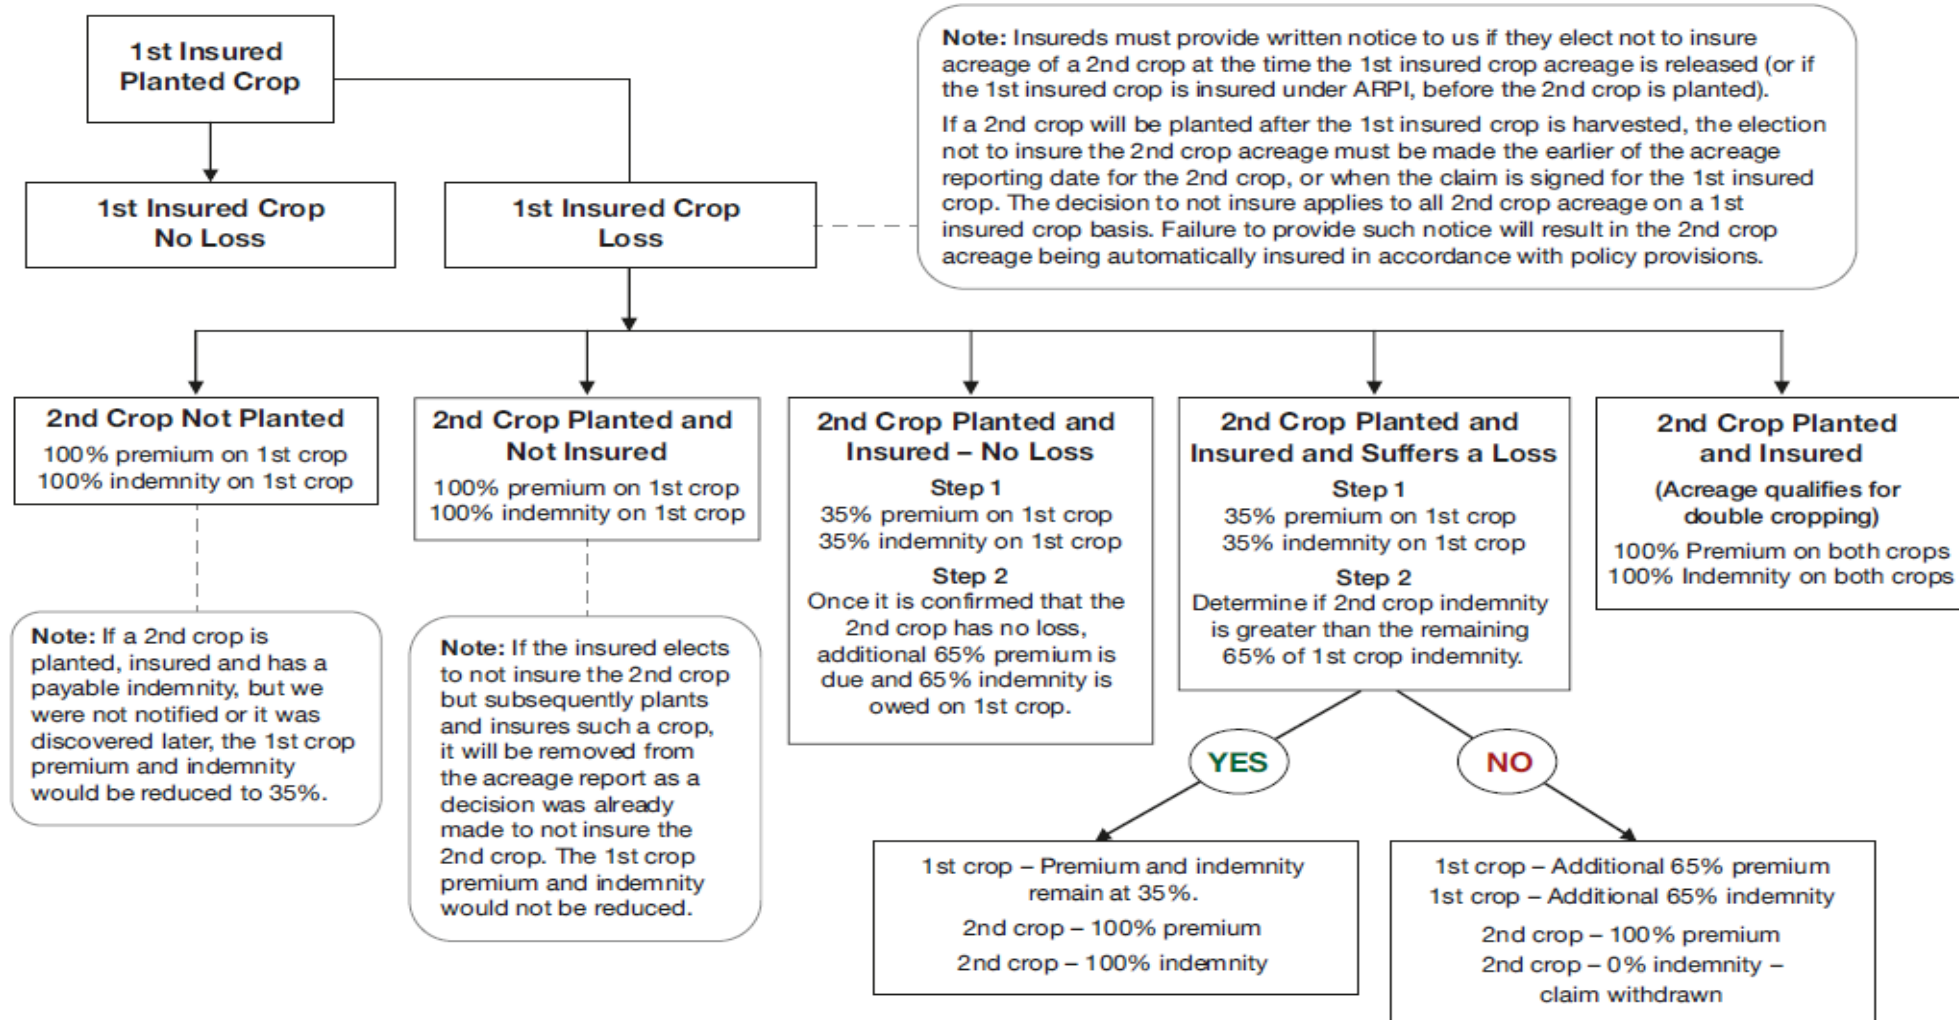 1st Insured
Planted Crop
Note: Insureds must provide written notice to us if they elect not to insure
acreage of a 2nd crop at the time the 1st insured crop acreage is released (or if
the 1st insured crop is insured under ARPI, before the 2nd crop is planted).
If a 2nd crop will be planted after the 1st insured crop is harvested, the election
not to insure the 2nd crop acreage must be made the earlier of the acreage
reporting date for the 2nd crop, or when the claim is signed for the 1st insured
crop. The decision to not insure applies to all 2nd crop acreage on a 1st
insured crop basis. Failure to provide such notice will result in the 2nd crop
acreage being automatically insured in accordance with policy provisions.
1st Insured Crop
No Loss
1st Insured Crop
Loss
2nd Crop Not Planted
100% premium on 1st crop
100% indemnity on 1st crop
Note: If a 2nd crop is
planted, insured and has a
payable indemnity, but we
were not notified or it was
discovered later, the 1st crop
premium and indemnity
would be reduced to 35%.
2nd Crop Planted and
Not Insured
100% premium on 1st crop
100% indemnity on 1st crop
Note: If the insured elects
to not insure the 2nd crop
but subsequently plants
and insures such a crop,
it will be removed from
the acreage report as a
decision was already
made to not insure the
2nd crop. The 1st crop
premium and indemnity
would not be reduced.
2nd Crop Planted and
Insured – No Loss
Step 1
35% premium on 1st crop
35% indemnity on 1st crop
Step 2
Once it is confirmed that the
2nd crop has no loss,
additional 65% premium is
due and 65% indemnity is
owed on 1st crop.
2nd Crop Planted and
Insured and Suffers a Loss
Step 1
35% premium on 1st crop
35% indemnity on 1st crop
Step 2
Determine if 2nd crop indemnity
is greater than the remaining
65% of 1st crop indemnity.
YES
NO
1st crop – Premium and indemnity
remain at 35%.
2nd crop – 100% premium
2nd crop – 100% indemnity
1st crop – Additional 65% premium
1st crop – Additional 65% indemnity
2nd crop – 100% premium
2nd crop – 0% indemnity –
claim withdrawn
2nd Crop Planted
and Insured
(Acreage qualifies for
double cropping)
100% Premium on both crops
100% Indemnity on both crops